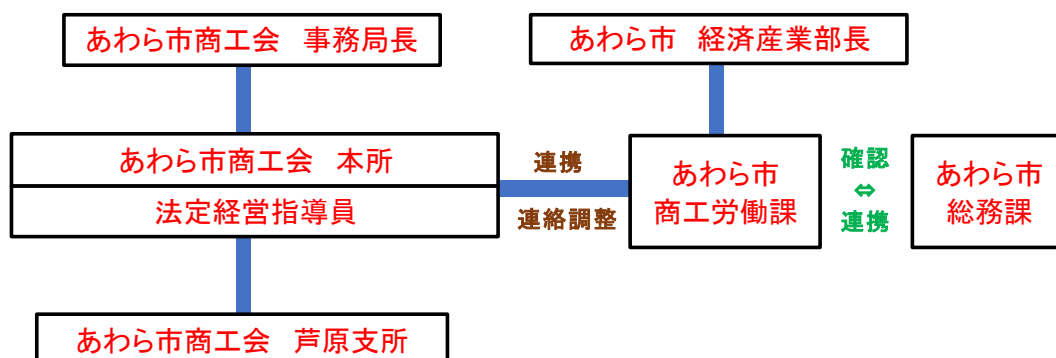 あわら市商工会　事務局長
あわら市　経済産業部長
あわら市商工会　本所
法定経営指導員
連携
連絡調整
あわら市
商工労働課
確認
⇔
連携
あわら市
総務課
あわら市商工会　芦原支所